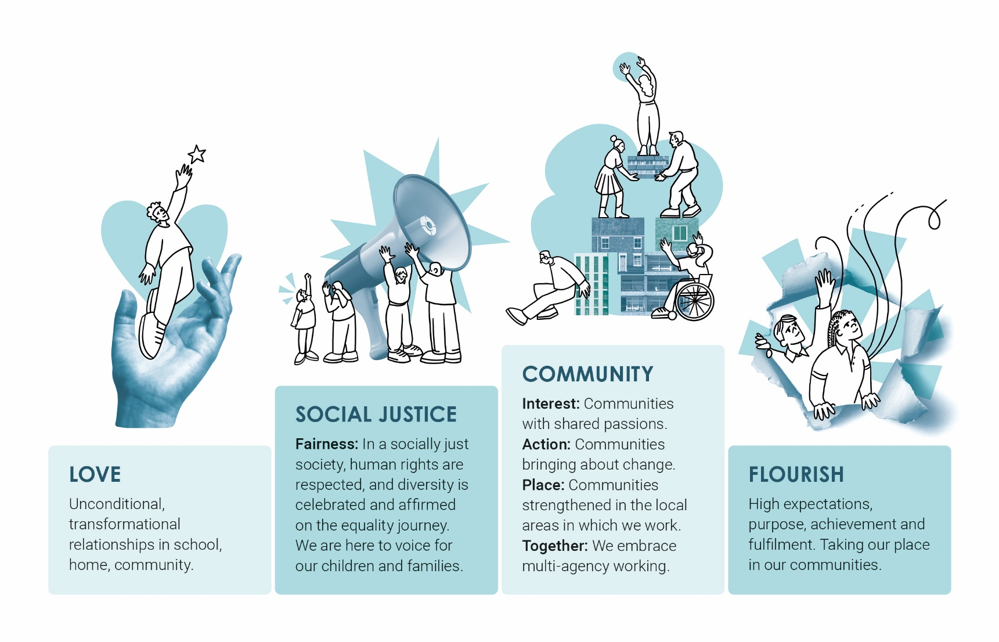 LOVE
Unconditional,
transformational
relationships in school,
home, community.
SOCIAL JUSTICE
Fairness: In a socially just
society, human rights are
respected, and diversity is
celebrated and affirmed
on the equality journey.
We are here to voice for
our children and families.
COMMUNITY
Interest: Communities
with shared passions.
Action: Communities
bringing about change.
Place: Communities
strengthened in the local
areas in which we work.
Together: We embrace
multi-agency working.
FLOURISH
High expectations,
purpose, achievement and
fulfilment. Taking our place
in our communities.